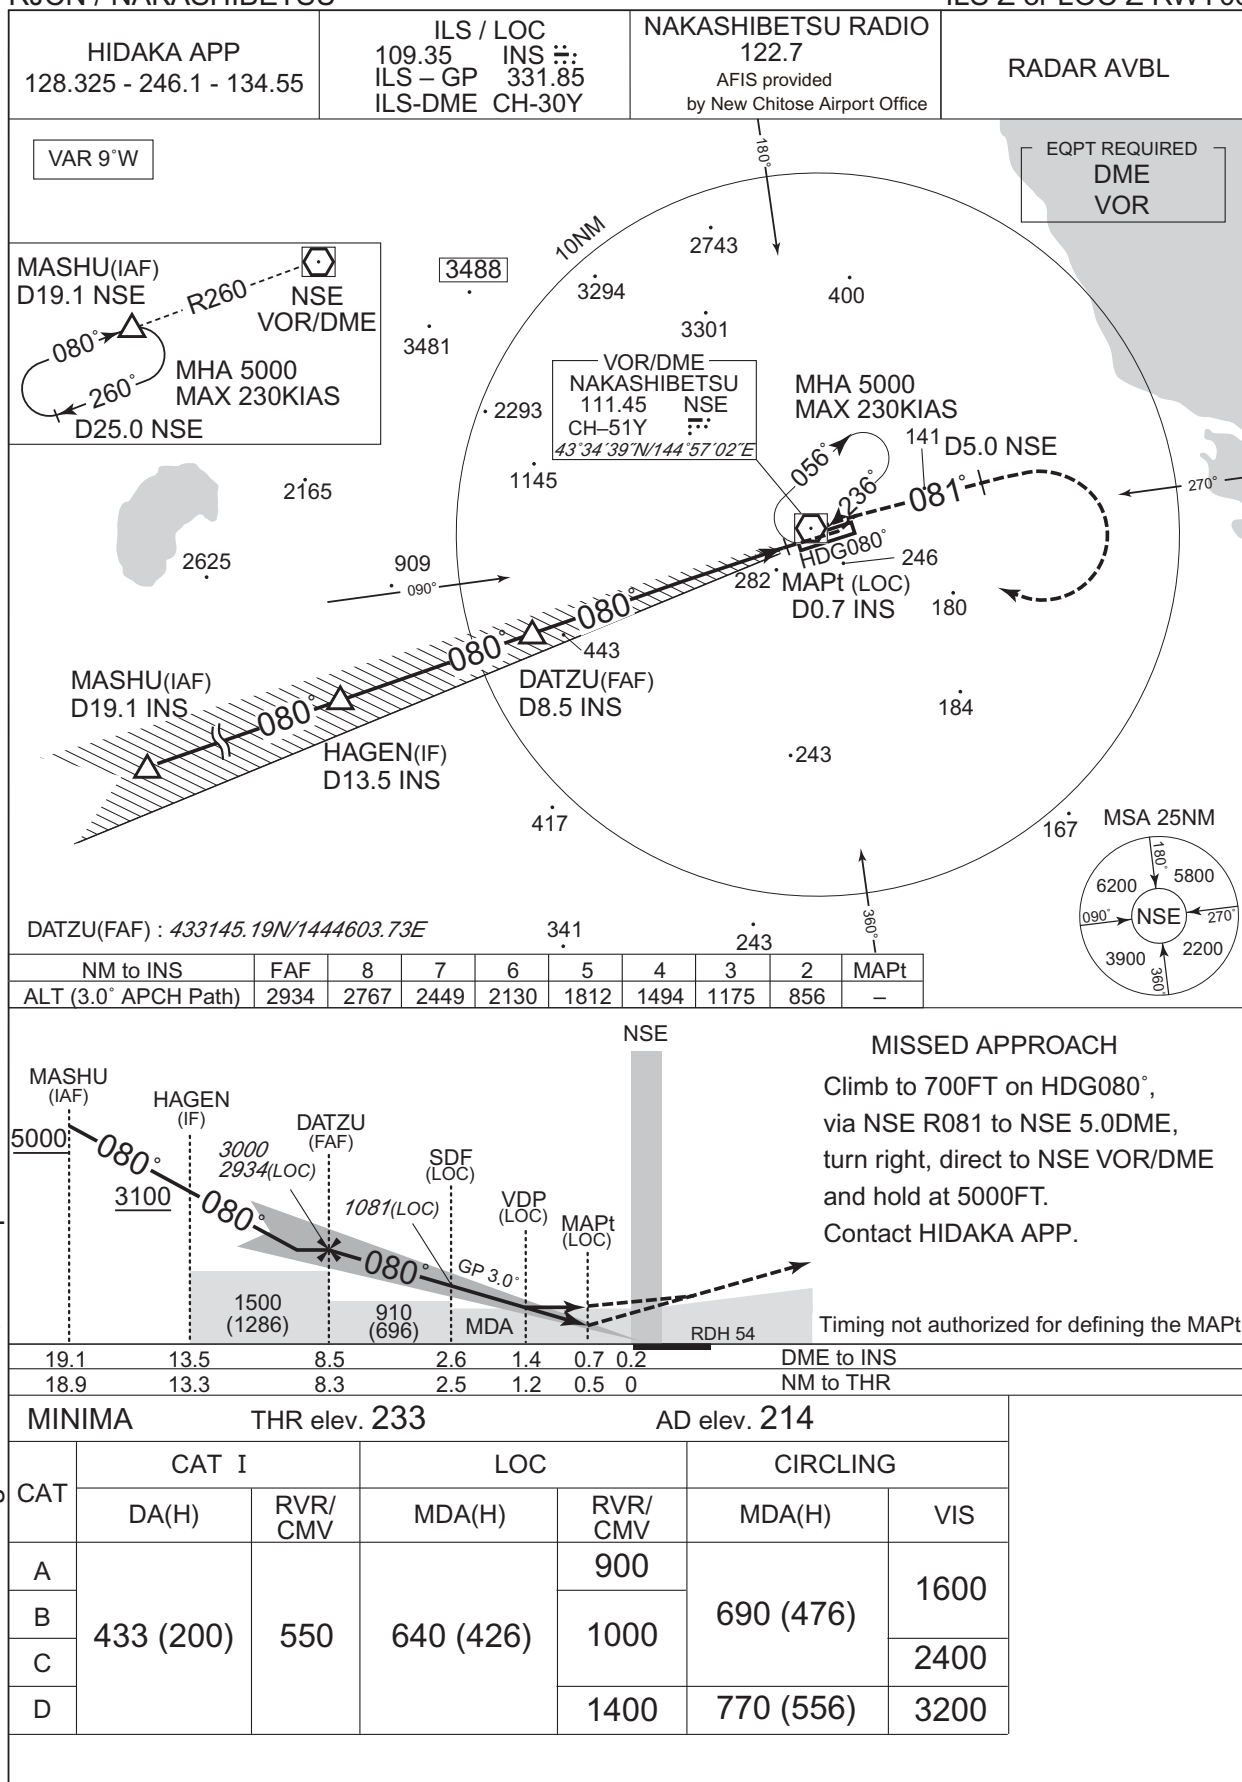 HIDAKA APP
128.325 - 246.1 - 134.55
ILS / LOC
109.35 INS
ILS – GP 331.85
ILS-DME CH-30Y
NAKASHIBETSU RADIO
122.7
AFIS provided
by New Chitose Airport Office
RADAR AVBL
VAR 9˚W
EQPT REQUIRED
DME
VOR
180˚
10NM
MASHU(IAF)
D19.1 NSE
R260
NSE
VOR/DME
080˚
260˚
MHA 5000
MAX 230KIAS
D25.0 NSE
3488
2743
3294
400
3481
3301
VOR/DME
NAKASHIBETSU
111.45 NSE
CH–51Y
43˚34´39˝N/144˚57´02˝E
2293
1145
MHA 5000
MAX 230KIAS
056˚
236˚
141
D5.0 NSE
081˚
270˚
2165
2625
909
090˚
HDG080˚
246
282
MAPt (LOC)
D0.7 INS
180
080˚
080˚
443
DATZU(FAF)
D8.5 INS
184
MASHU(IAF)
D19.1 INS
080˚
HAGEN(IF)
D13.5 INS
243
417
167
MSA 25NM
180˚
6200
5800
090˚
NSE
270˚
3900
2200
360˚
360˚
DATZU(FAF) : 433145.19N/1444603.73E
341
243
NM to INS FAF 8 7 6 5 4 3 2 MAPt
ALT (3.0˚ APCH Path) 2934 2767 2449 2130 1812 1494 1175 856 –
NSE
MASHU
(IAF)
HAGEN
(IF)
DATZU
(FAF)
SDF
(LOC)
VDP
(LOC)
MAPt
(LOC)
5000
080˚
3100
080˚
3000
2934(LOC)
1081(LOC)
080˚
GP 3.0˚
1500
(1286)
910
(696)
MDA
RDH 54
MISSED APPROACH
Climb to 700FT on HDG080˚,
via NSE R081 to NSE 5.0DME,
turn right, direct to NSE VOR/DME
and hold at 5000FT.
Contact HIDAKA APP.
Timing not authorized for defining the MAPt
19.1 13.5 8.5 2.6 1.4 0.7 0.2 DME to INS
18.9 13.3 8.3 2.5 1.2 0.5 0 NM to THR
MINIMA THR elev. 233 AD elev. 214
CAT CAT I LOC CIRCLING
DA(H) RVR/CMV MDA(H) RVR/CMV MDA(H) VIS
A 433 (200) 550 640 (426) 900 690 (476) 1600
B 1000
C 2400
D 1400 770 (556) 3200